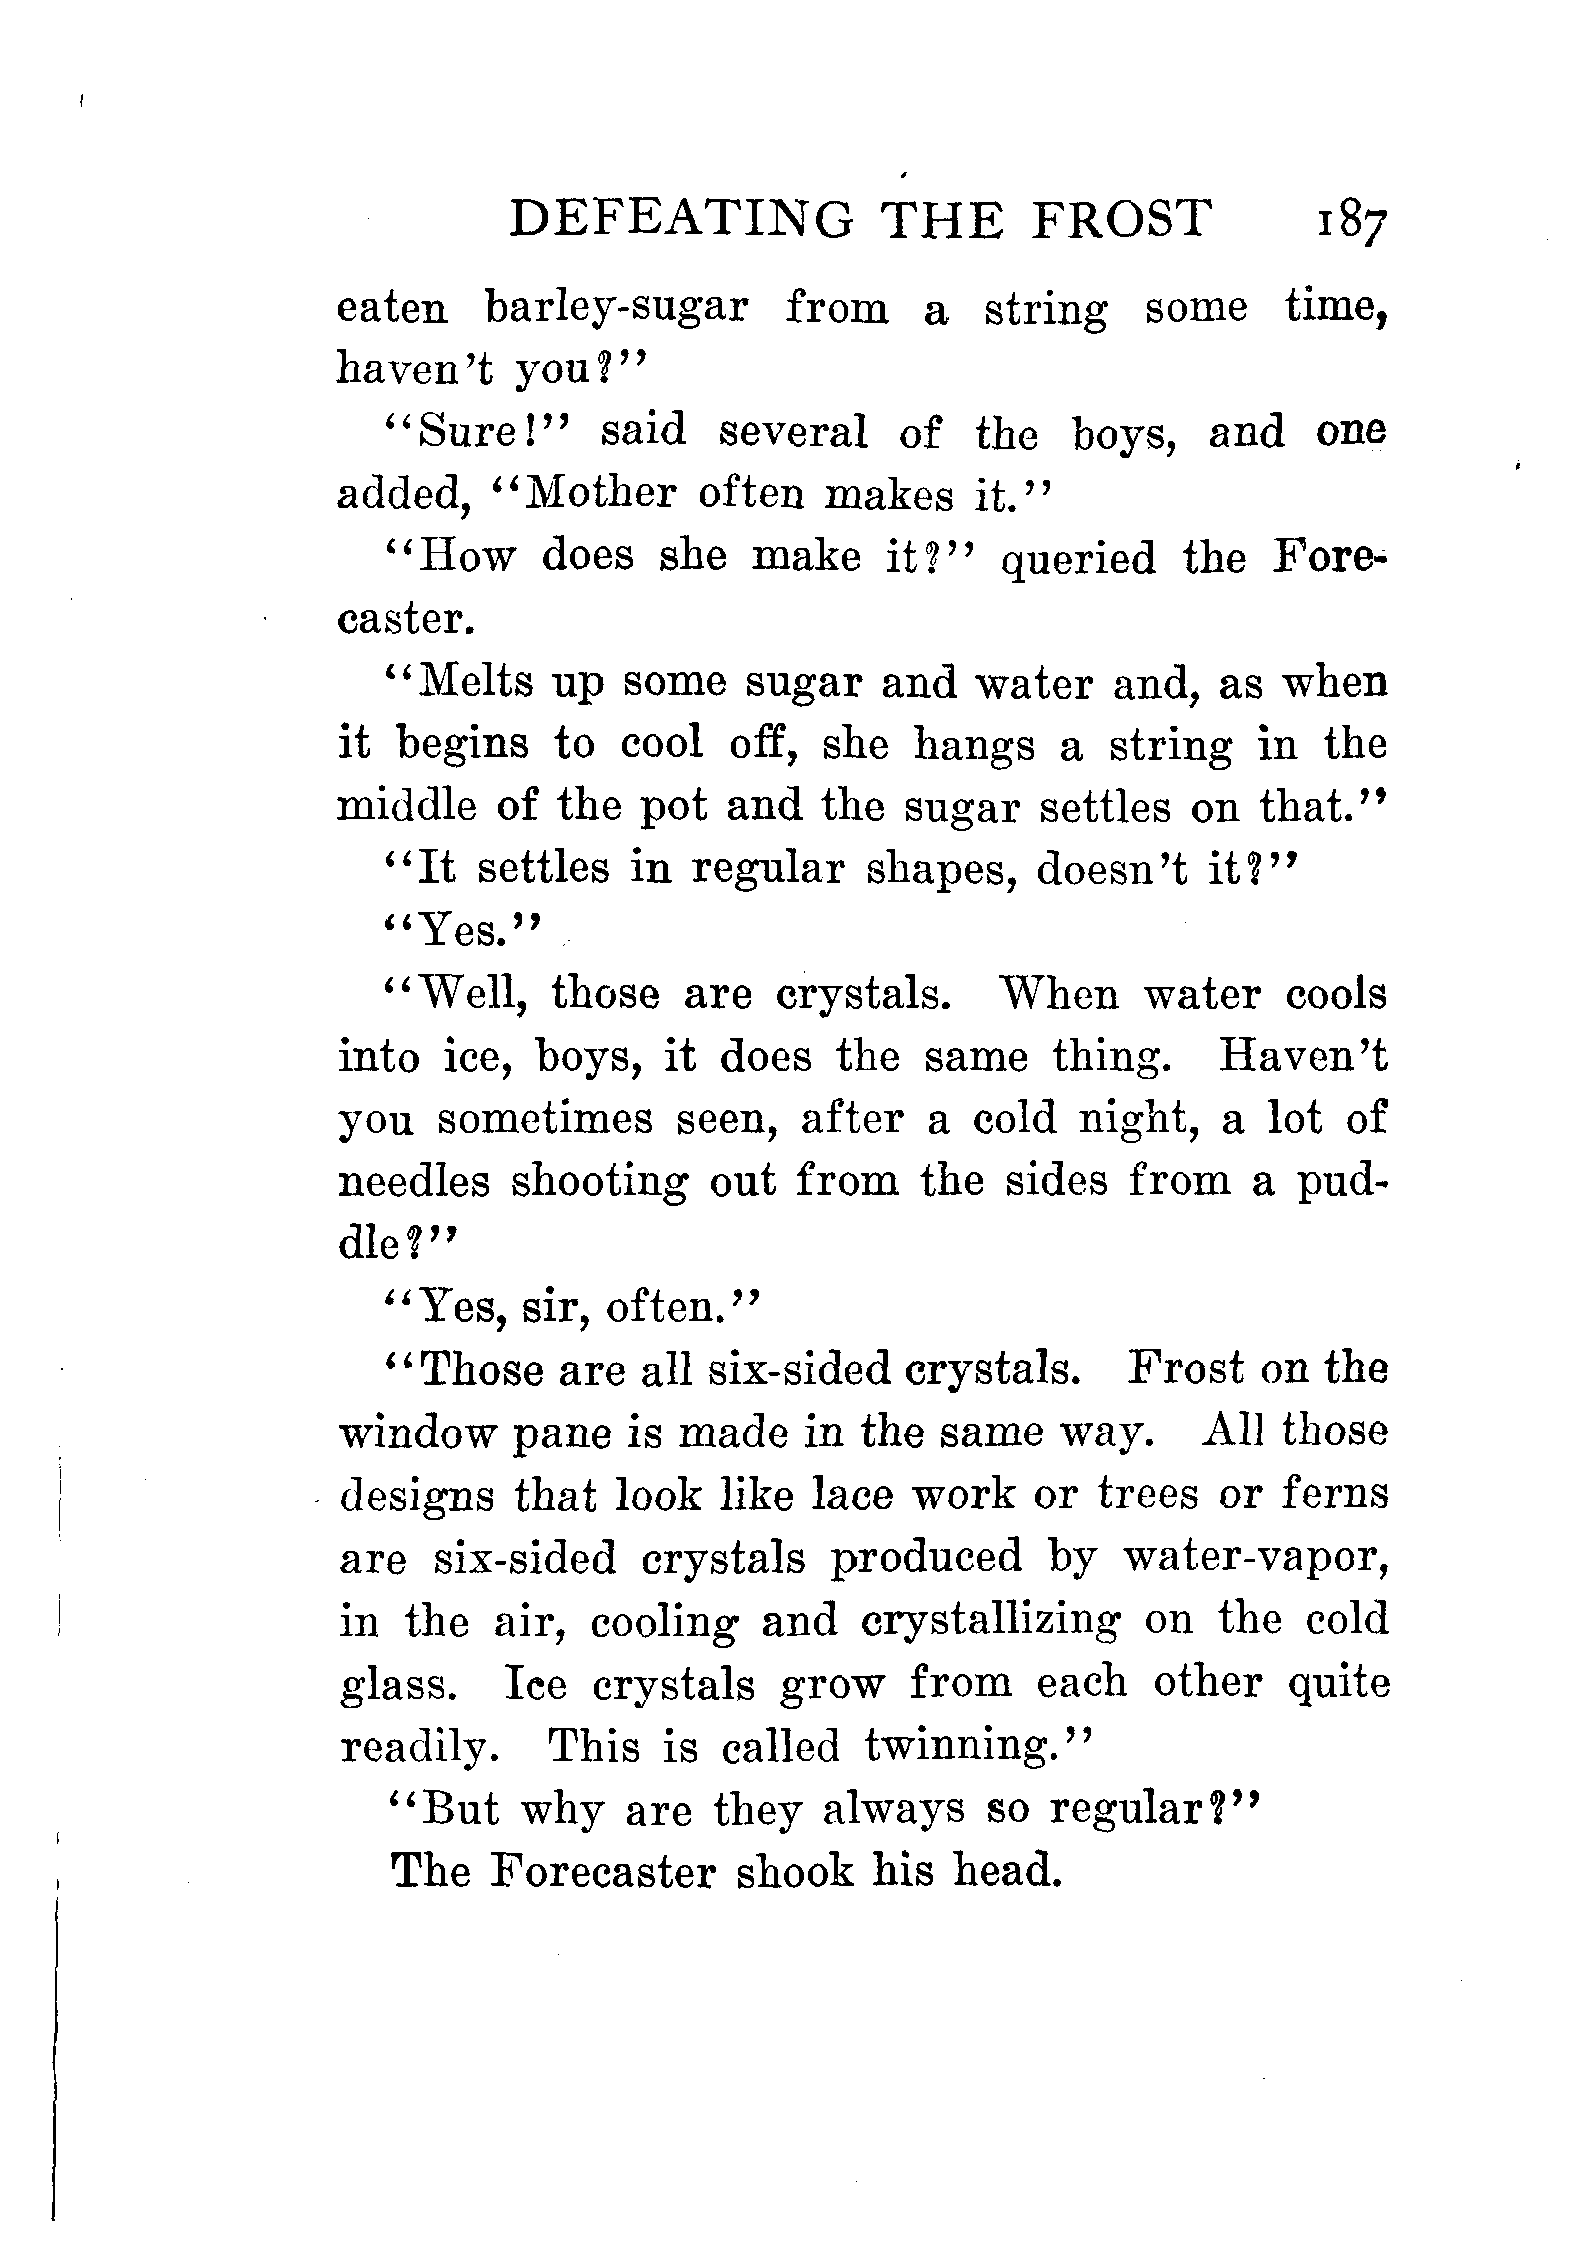 DEFEATING THE FROST 187
eaten barley-sugar from a string some time,
haven't you?"
"Sure!" said several of the boys, and one
added, "Mother often makes it."
"How does she make it?" queried the Fore-
caster.
"Melts up some sugar and water and, as when
it begins to cool off, she hangs a string in the
middle of the pot and the sugar settles on that."
"It settles in regular shapes, doesn't it?"
"Yes."
"Well, those are crystals. When water cools
into ice, boys, it does the same thing. Haven't
you sometimes seen, after a cold night, a lot of
needles shooting out from the sides from a pud-
dle?"
"Yes, sir, often."
"Those are all six-sided crystals. Frost on the
window pane is made in the same way. All those
designs that look like lace work or trees or ferns
are six-sided crystals produced by water-vapor,
in the air, cooling and crystallizing on the cold
glass. Ice crystals grow from each other quite
readily. This is called twinning."
"But why are they always so regular?"
The Forecaster shook his head.